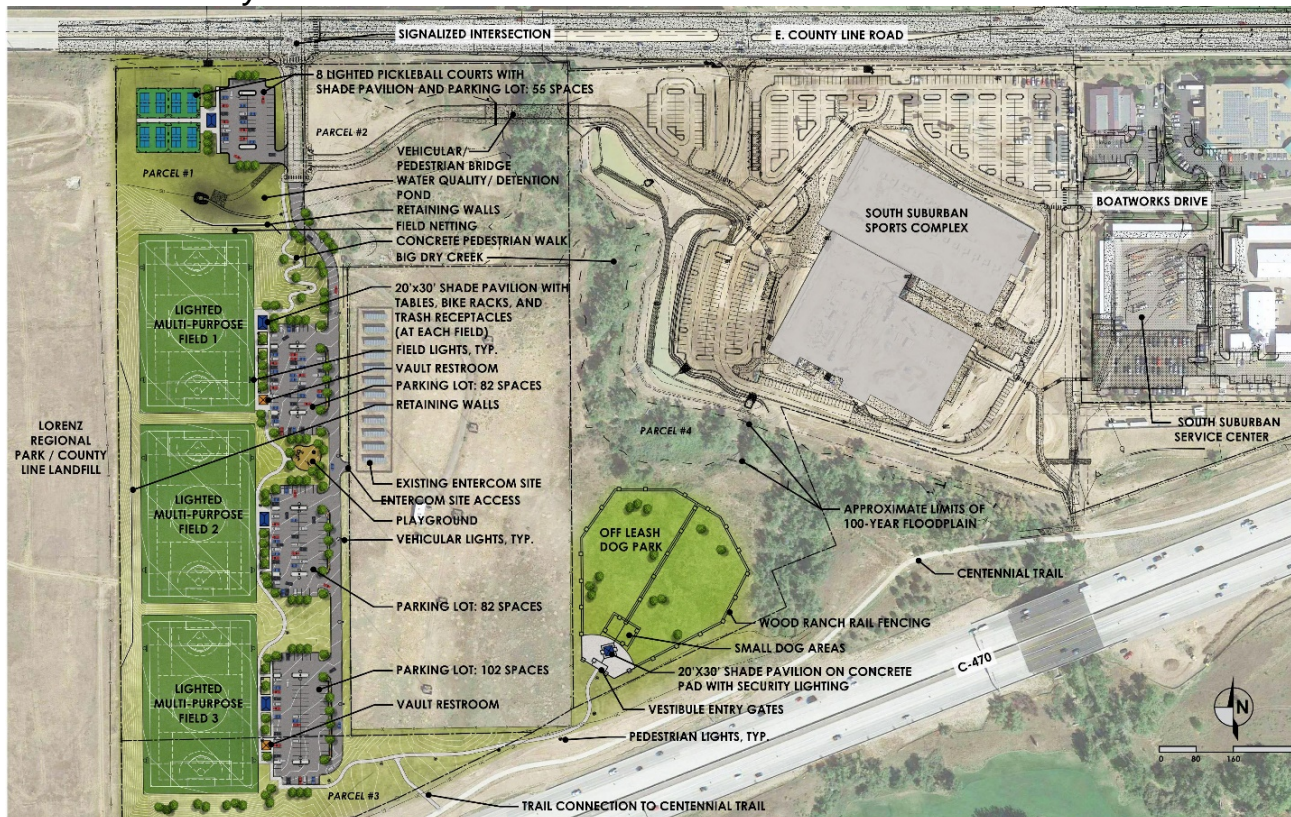 SIGNALIZED INTERSECTION
E. COUNTY LINE ROAD
8 LIGHTED PICKLEBALL COURTS WITH
SHADE PAVILION AND PARKING LOT: 55 SPACES
PARCEL #2
PARCEL #1
VEHICULAR/
PEDESTRIAN BRIDGE
WATER QUALITY/ DETENTION
POND
RETAINING WALLS
FIELD NETTING
CONCRETE PEDESTRIAN WALK
BIG DRY CREEK
SOUTH SUBURBAN
SPORTS COMPLEX
BOATWORKS DRIVE
20'x30' SHADE PAVILION WITH
TABLES, BIKE RACKS, AND
TRASH RECEPTACLES
(AT EACH FIELD)
LIGHTED
MULTI-PURPOSE
FIELD 1
FIELD LIGHTS, TYP.
VAULT RESTROOM
PARKING LOT: 82 SPACES
RETAINING WALLS
LORENZ
REGIONAL
PARK / COUNTY
LINE LANDFILL
PARCEL #4
SOUTH SUBURBAN
SERVICE CENTER
LIGHTED
MULTI-PURPOSE
FIELD 2
EXISTING ENTERCOM SITE
ENTERCOM SITE ACCESS
PLAYGROUND
VEHICULAR LIGHTS, TYP.
OFF LEASH
DOG PARK
APPROXIMATE LIMITS OF
100-YEAR FLOODPLAIN
CENTENNIAL TRAIL
PARKING LOT: 82 SPACES
WOOD RANCH RAIL FENCING
SMALL DOG AREAS
C-470
LIGHTED
MULTI-PURPOSE
FIELD 3
PARKING LOT: 102 SPACES
20'X30' SHADE PAVILION ON CONCRETE
PAD WITH SECURITY LIGHTING
VAULT RESTROOM
VESTIBULE ENTRY GATES
PEDESTRIAN LIGHTS, TYP.
N
0 80 160
PARCEL #3
TRAIL CONNECTION TO CENTENNIAL TRAIL